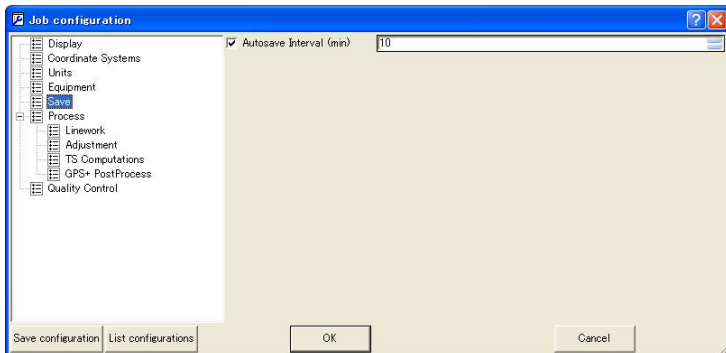 Job configuration
Display
Coordinate Systems
Units
Equipment
Save
Process
Linework
Adjustment
TS Computations
GPS+ PostProcess
Quality Control
Autosave Interval (min) 10
Save configuration List configurations OK Cancel